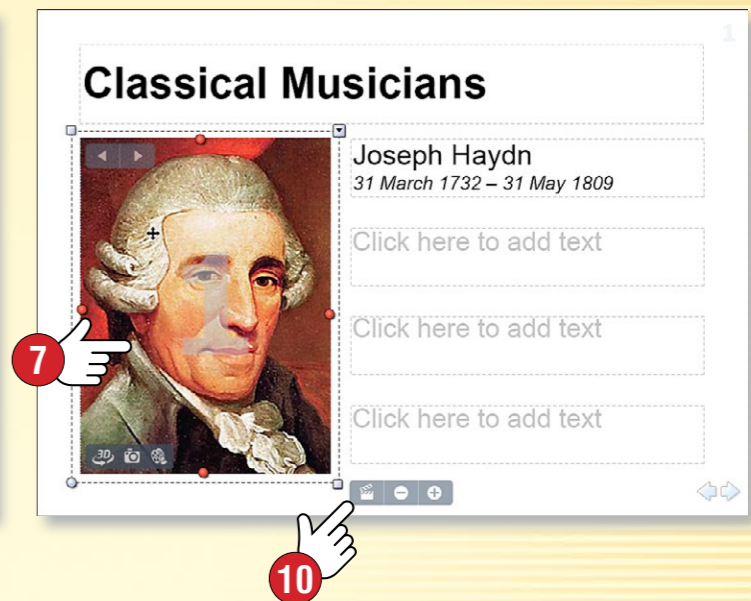 1
Classical Musicians
Joseph Haydn
31 March 1732 – 31 May 1809
Click here to add text
Click here to add text
Click here to add text
3D
7
10